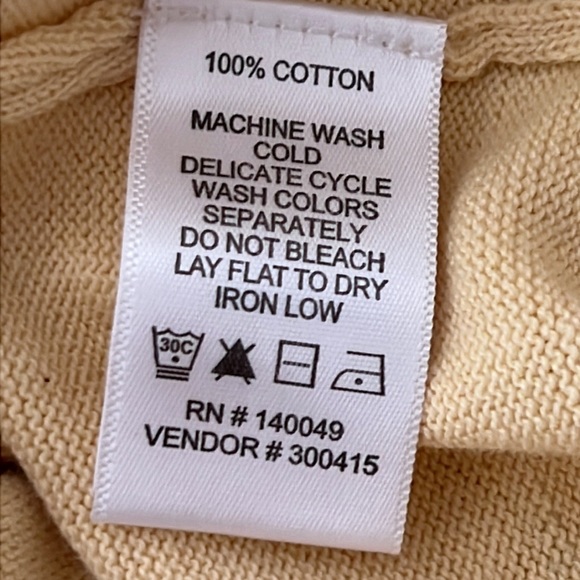 100% COTTON
MACHINE WASH
COLD
DELICATE CYCLE
WASH COLORS
SEPARATELY
DO NOT BLEACH
LAY FLAT TO DRY
IRON LOW
30C
RN # 140049
VENDOR # 300415